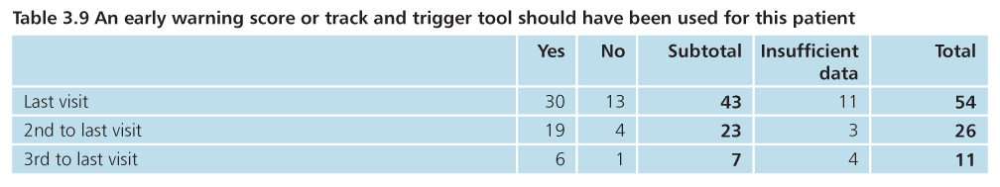 Table 3.9 An early warning score or track and trigger tool should have been used for this patient
Yes No Subtotal Insufficient data Total
Last visit 30 13 43 11 54
2nd to last visit 19 4 23 3 26
3rd to last visit 6 1 7 4 11